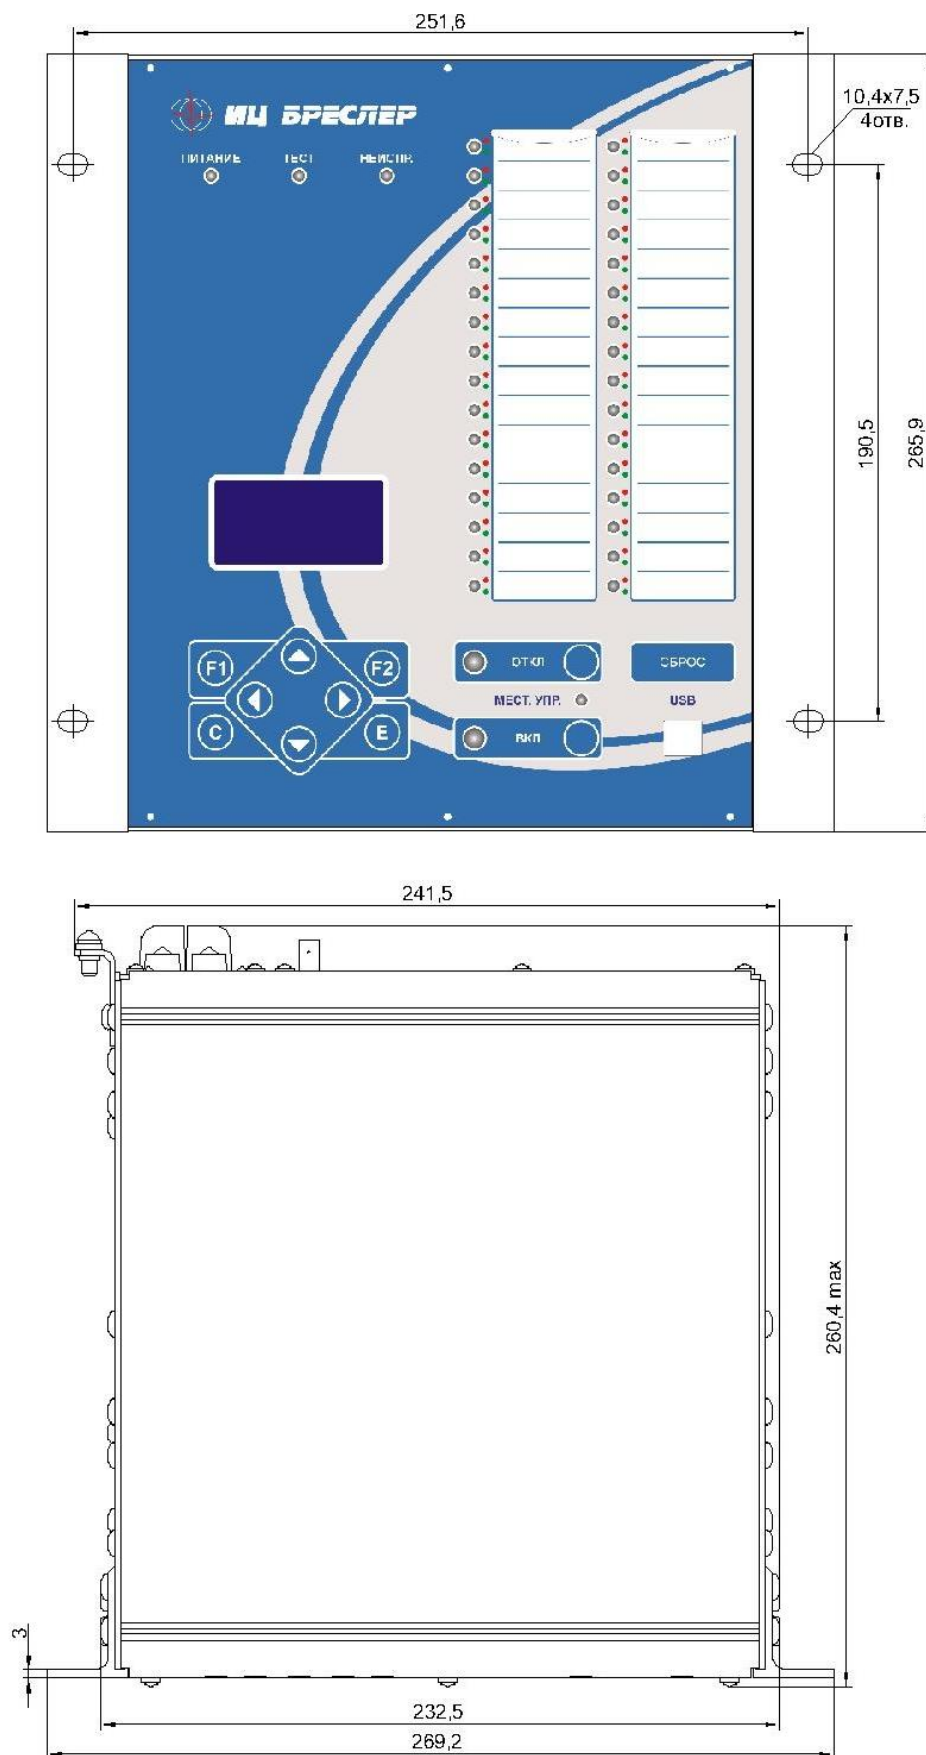 251,6
10,4x7,5
4отв.
ИЦ БРЕСЛЕР
ПИТАНИЕ ТЕСТ НЕИСПР.
190,5
265,9
F1 F2
C E
ОТКЛ
СБРОС
МЕСТ. УПР.
USB
ВКЛ
241,5
260,4 max
3
232,5
269,2